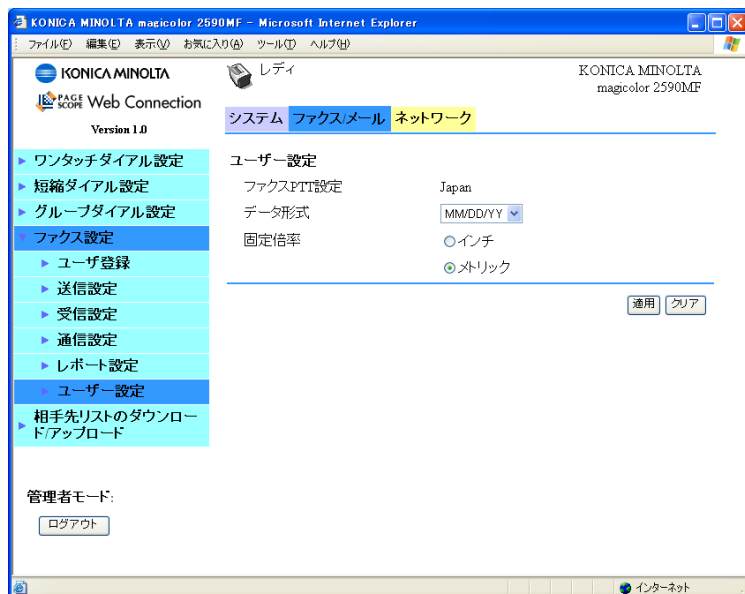 KONICA MINOLTA magicolor 2590MF - Microsoft Internet Explorer
ファイル(F) 編集(E) 表示(V) お気に入り(A) ツール(T) ヘルプ(H)
KONICA MINOLTA
PAGE SCOPE Web Connection
Version 1.0
レディ
KONICA MINOLTA
magicolor 2590MF
システム ファクス/メール ネットワーク
ワンタッチダイアル設定
短縮ダイアル設定
グループダイアル設定
ファクス設定
ユーザ登録
送信設定
受信設定
通信設定
レポート設定
ユーザー設定
相手先リストのダウンロー
ド/アップロード
管理者モード:
ログアウト
ユーザー設定
ファクスPTT設定 Japan
データ形式 MM/DD/YY
固定倍率 インチ
メトリック
適用 クリア
インターネット